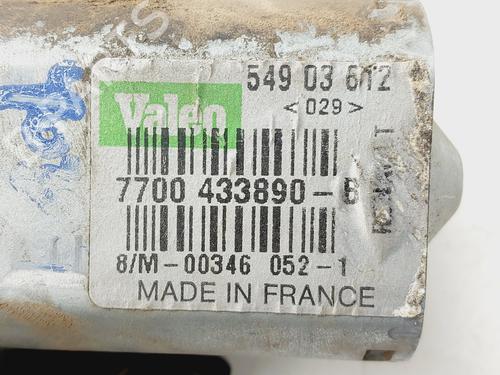 549 03 612
<029>
Valeo
7700 433890-B
8/M-00346 052-1
MADE IN FRANCE
RENAULT